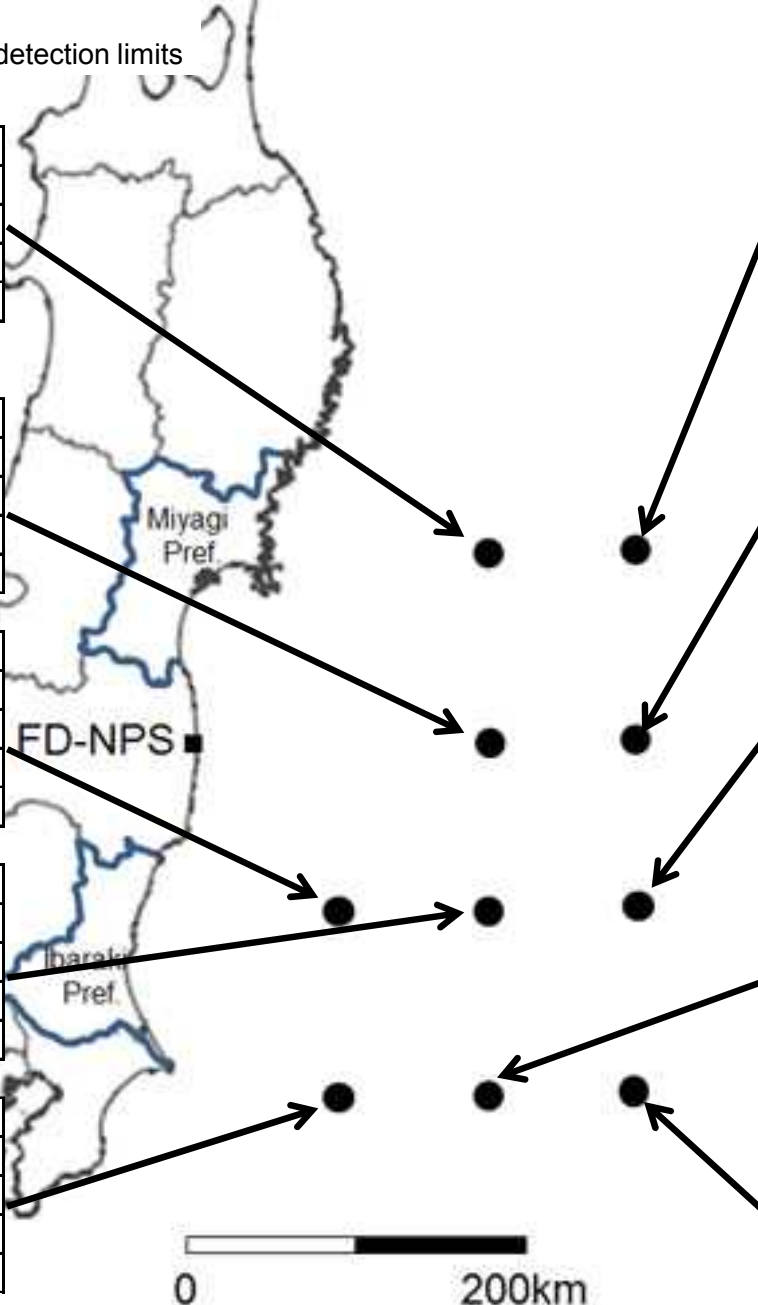 detection limits
Miyagi
Pref.
FD-NPS
Ibaraki
Pref.
0 200km